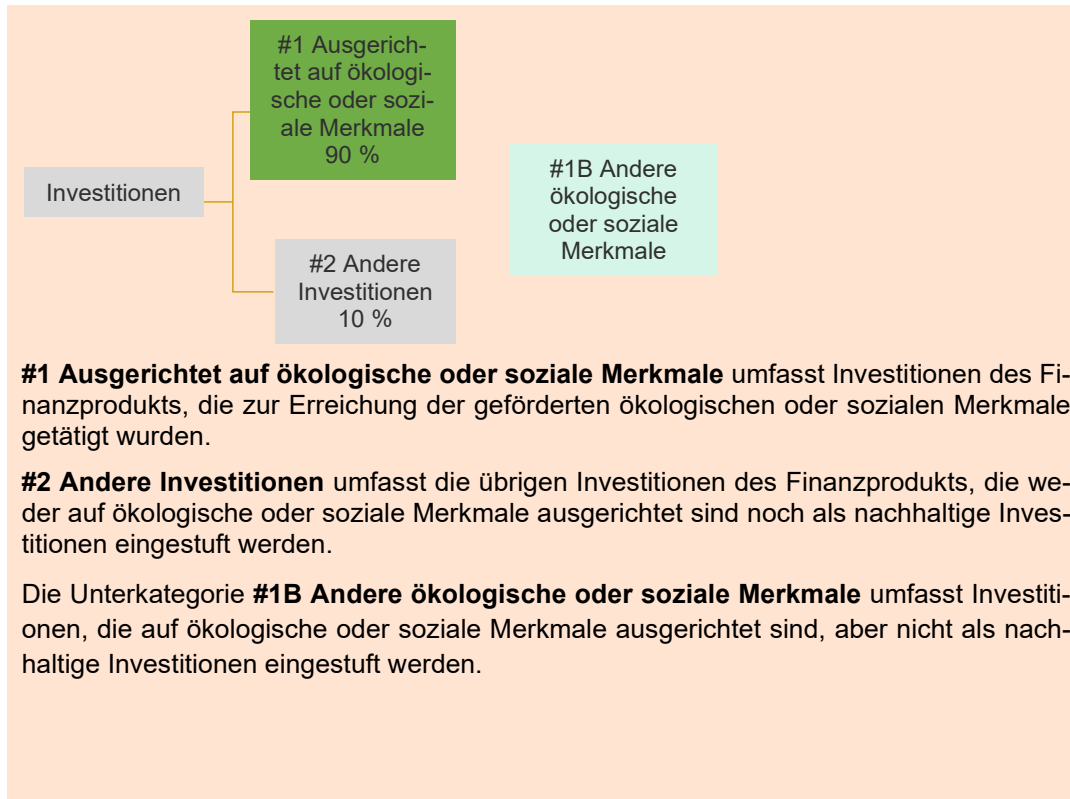 #1 Ausgerich-
tet auf ökologi-
sche oder sozi-
ale Merkmale
90 %
Investitionen
#1B Andere
ökologische
oder soziale
Merkmale
#2 Andere
Investitionen
10 %
#1 Ausgerichtet auf ökologische oder soziale Merkmale umfasst Investitionen des Fi-
nanzprodukts, die zur Erreichung der geförderten ökologischen oder sozialen Merkmale
getätigt wurden.
#2 Andere Investitionen umfasst die übrigen Investitionen des Finanzprodukts, die we-
der auf ökologische oder soziale Merkmale ausgerichtet sind noch als nachhaltige Inves-
titionen eingestuft werden.
Die Unterkategorie #1B Andere ökologische oder soziale Merkmale umfasst Investiti-
onen, die auf ökologische oder soziale Merkmale ausgerichtet sind, aber nicht als nach-
haltige Investitionen eingestuft werden.